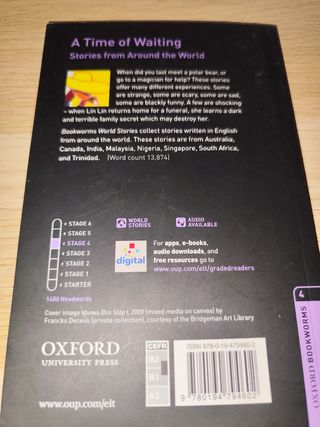 A Time of Waiting
Stories from Around the World
When did you last meet a polar bear, or
go to a magician for help? These stories
offer many different experiences. Some
are strange, some are scary, some are sad,
some are blackly funny. A few are shocking
– when Lin Lin returns home for a funeral, she learns a dark
and terrible family secret which may destroy her.
Bookworms World Stories collect stories written in English
from around the world. These stories are from Australia,
Canada, India, Malaysia, Nigeria, Singapore, South Africa,
and Trinidad. (Word count 13,874)
STAGE 6
STAGE 5
STAGE 4
STAGE 3
STAGE 2
STAGE 1
STARTER
1400 Headwords
WORLD
STORIES
AUDIO
AVAILABLE
digital
For apps, e-books,
audio downloads, and
free resources go to
www.oup.com/elt/gradedreaders
Cover image shows Bus Stop I, 2000 (mixed media on canvas) by
Francks Deceus (private collection), courtesy of the Bridgeman Art Library
OXFORD
UNIVERSITY PRESS
www.oup.com/elt
CEFR
B2
B1
A2
ISBN 978-0-19-479460-2
9 780194 794602
4
OXFORD BOOKWORMS